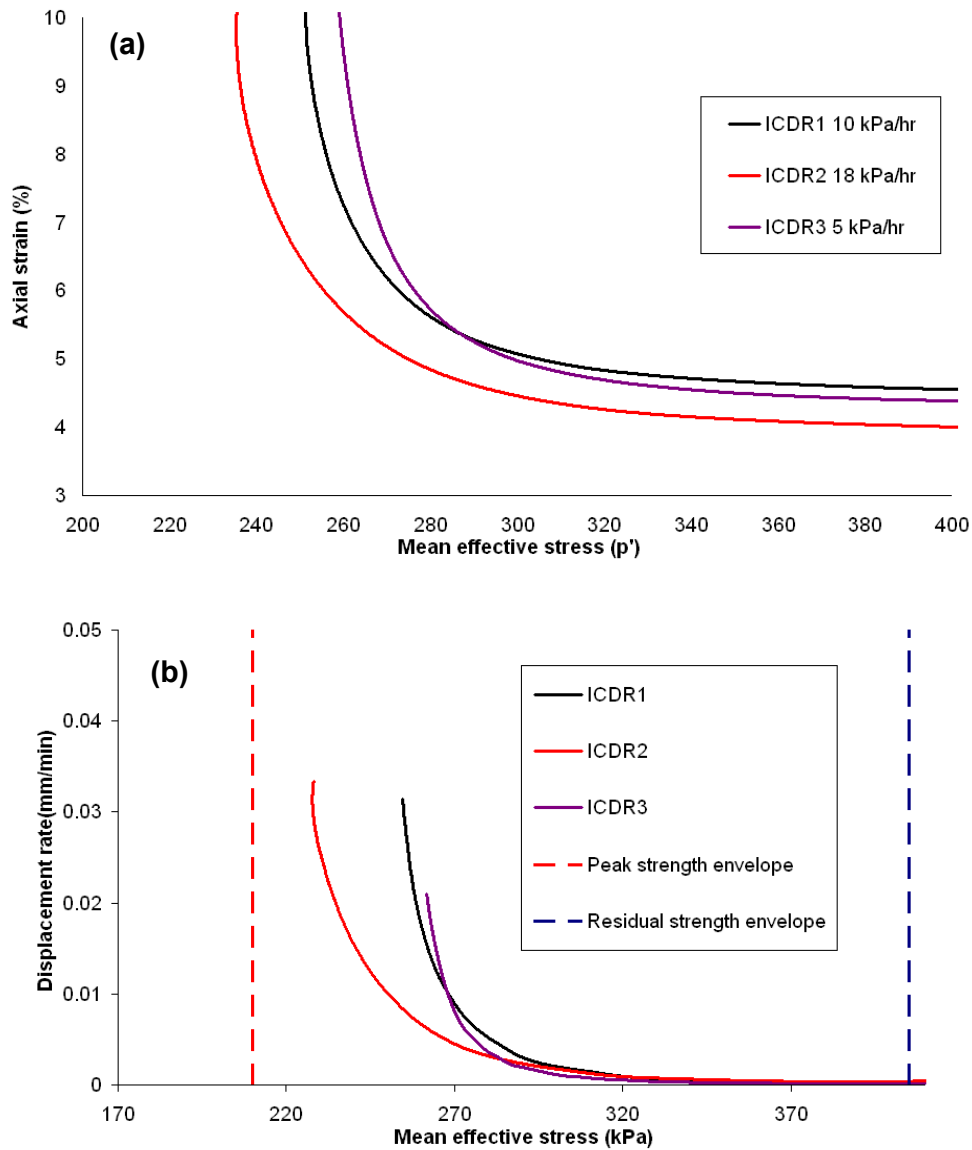 (a)
10
9
8
7
6
5
4
3
Axial strain (%)
ICDR1 10 kPa/hr
ICDR2 18 kPa/hr
ICDR3 5 kPa/hr
200 220 240 260 280 300 320 340 360 380 400
Mean effective stress (p')
(b)
0.05
0.04
0.03
0.02
0.01
0
Displacement rate(mm/min)
ICDR1
ICDR2
ICDR3
Peak strength envelope
Residual strength envelope
170 220 270 320 370
Mean effective stress (kPa)